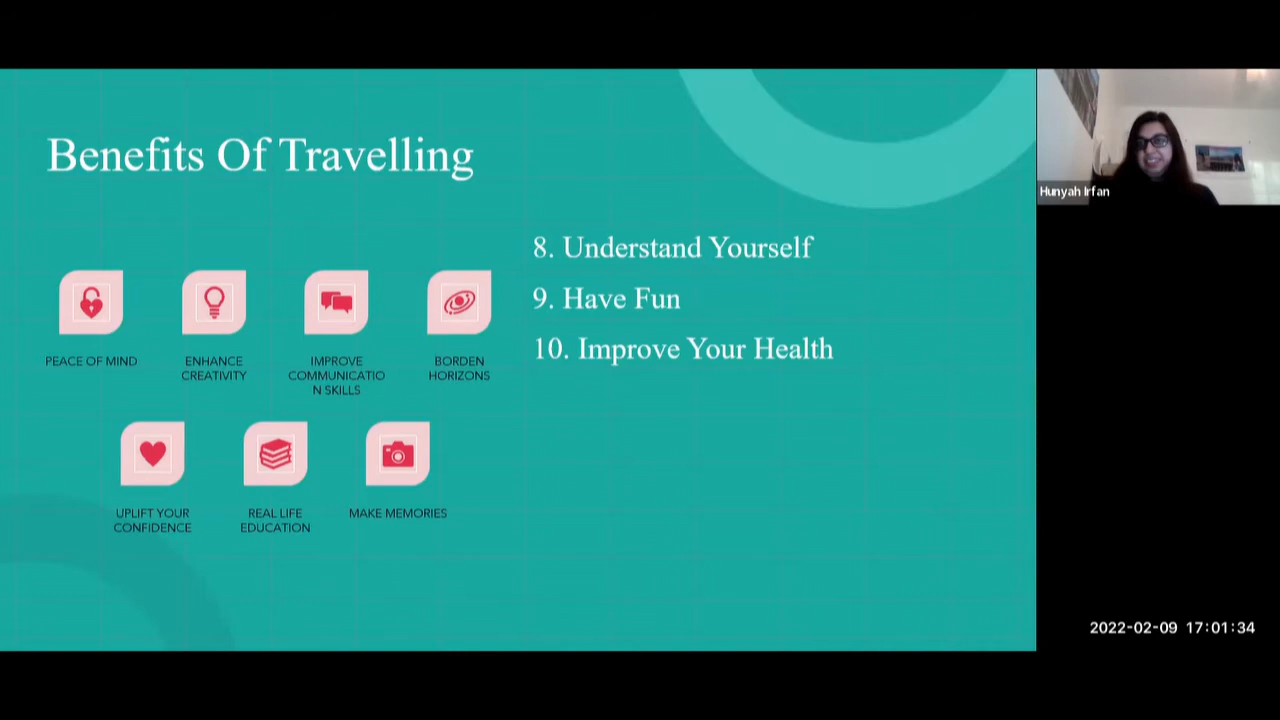 Benefits Of Travelling
PEACE OF MIND
ENHANCE
CREATIVITY
IMPROVE
COMMUNICATIO
N SKILLS
BORDEN
HORIZONS
UPLIFT YOUR
CONFIDENCE
REAL LIFE
EDUCATION
MAKE MEMORIES
8. Understand Yourself
9. Have Fun
10. Improve Your Health
Hunyah Irfan
2022-02-09 17:01:34